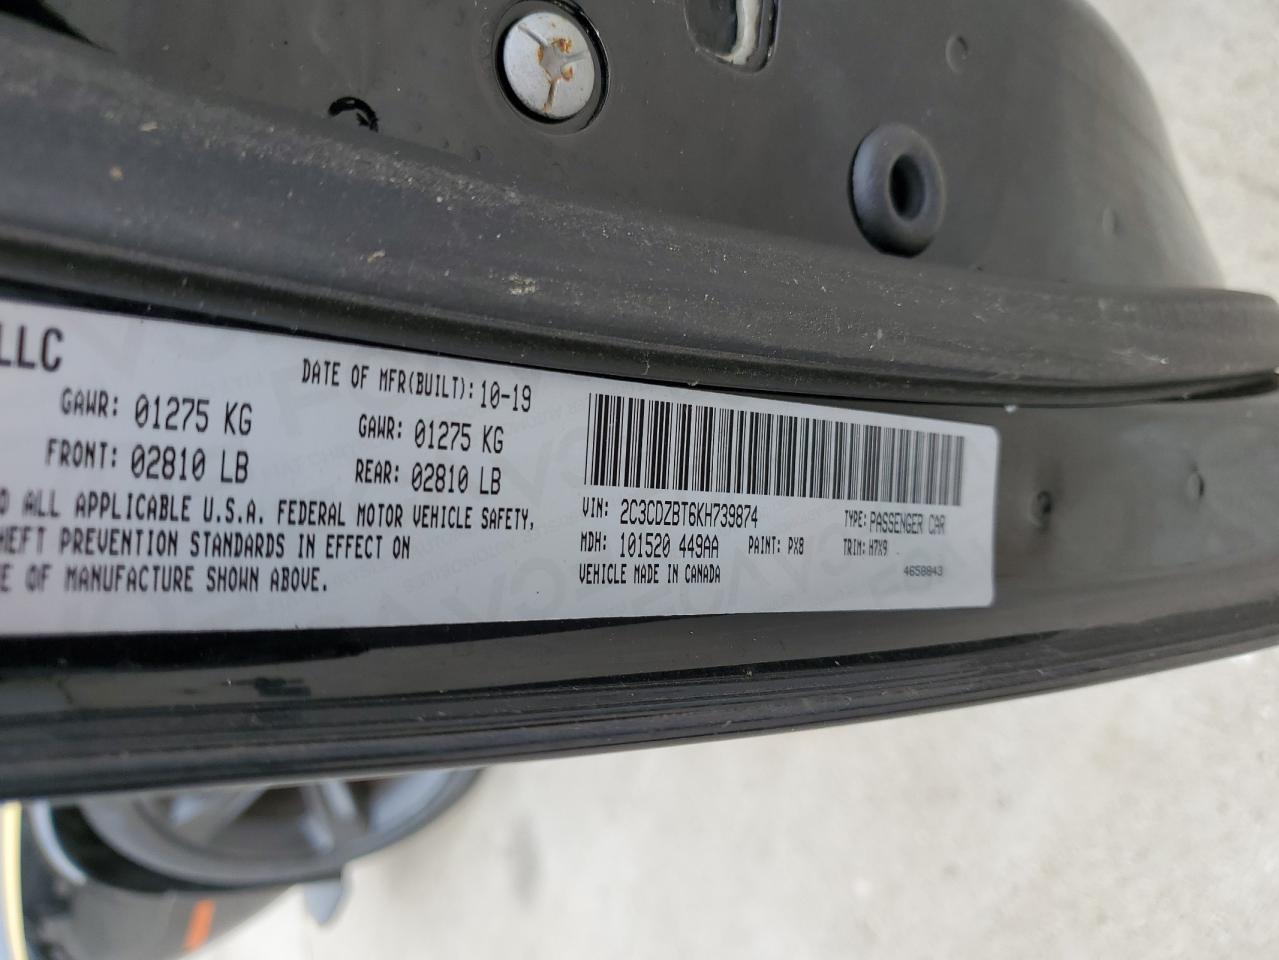 LLC
DATE OF MFR(BUILT): 10-19
GAWR: 01275 KG
FRONT: 02810 LB
GAWR: 01275 KG
REAR: 02810 LB
ALL APPLICABLE U.S.A. FEDERAL MOTOR VEHICLE SAFETY,
HEFT PREVENTION STANDARDS IN EFFECT ON
E OF MANUFACTURE SHOWN ABOVE.
VIN: 2C3CDZBT6KH739874 TYPE: PASSENGER CAR
MDH: 101520 449AA PAINT: PX8 TRIM: H7X9
VEHICLE MADE IN CANADA 4658843